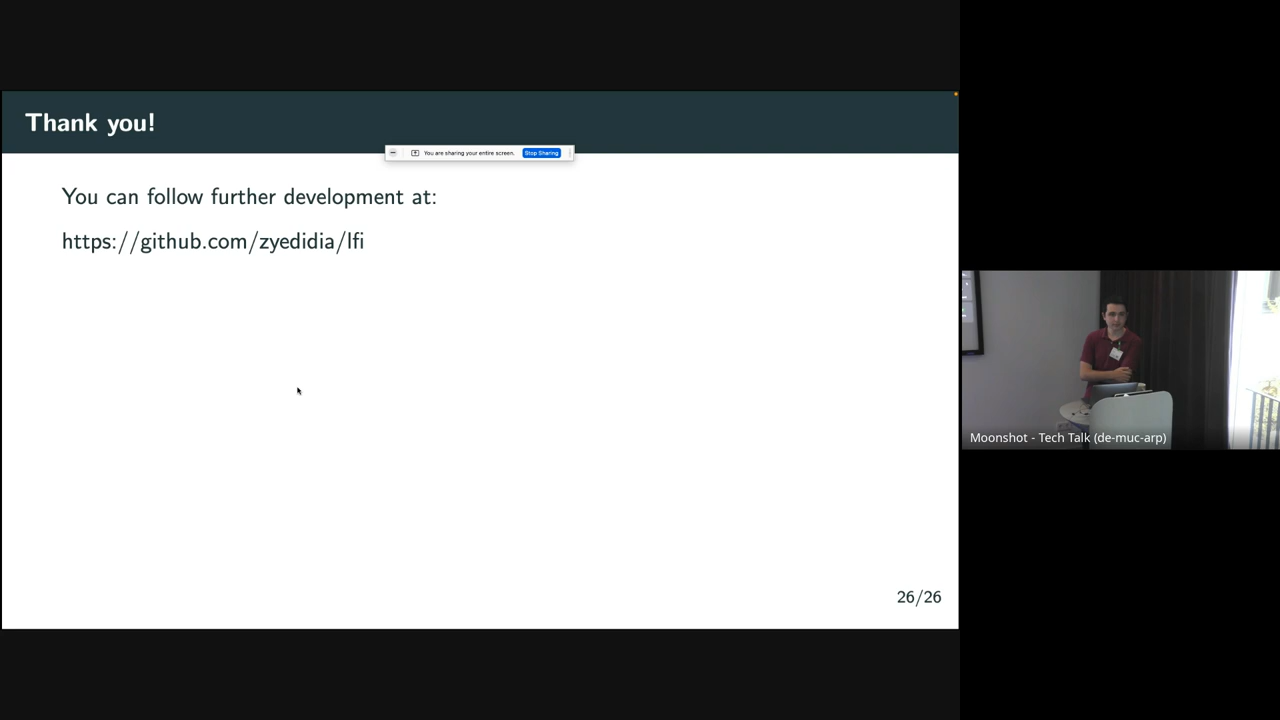 Thank you!
You are sharing your entire screen.
Stop Sharing
You can follow further development at:
https://github.com/zyedidia/lfi
26/26
Moonshot - Tech Talk (de-muc-arp)